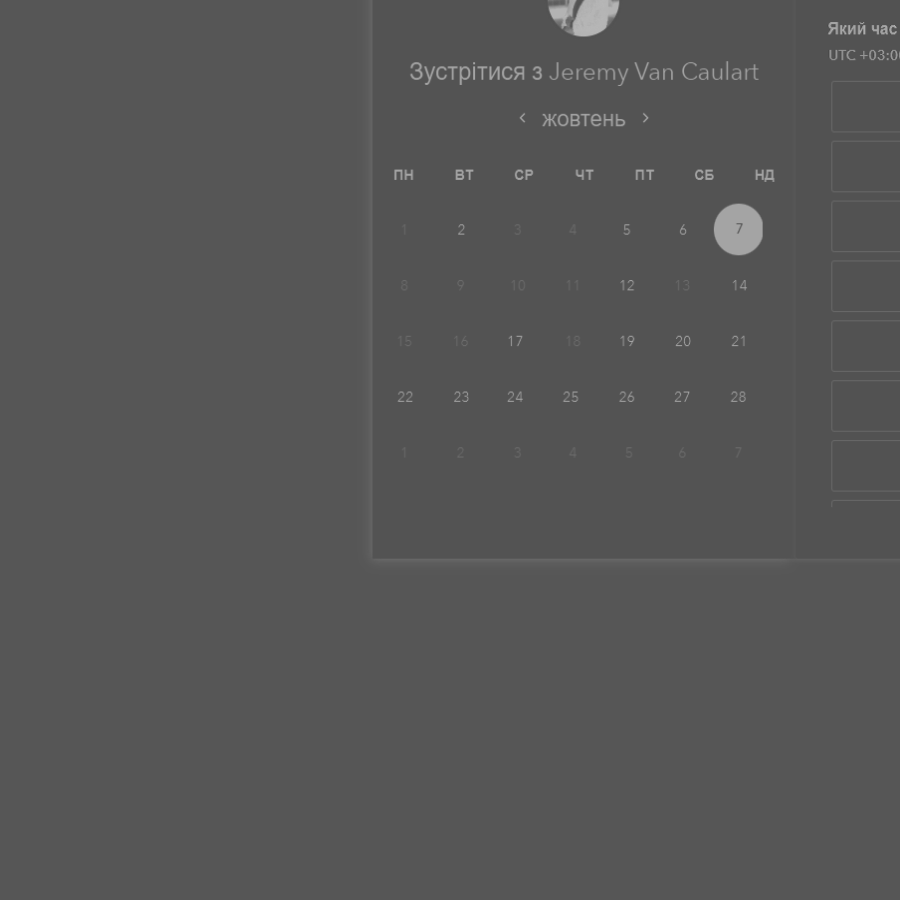 Зустрітися з Jeremy Van Caulart
жовтень
ПН ВТ СР ЧТ ПТ СБ НД
1 2 3 4 5 6 7
8 9 10 11 12 13 14
15 16 17 18 19 20 21
22 23 24 25 26 27 28
1 2 3 4 5 6 7
Який час
UTC +03:0